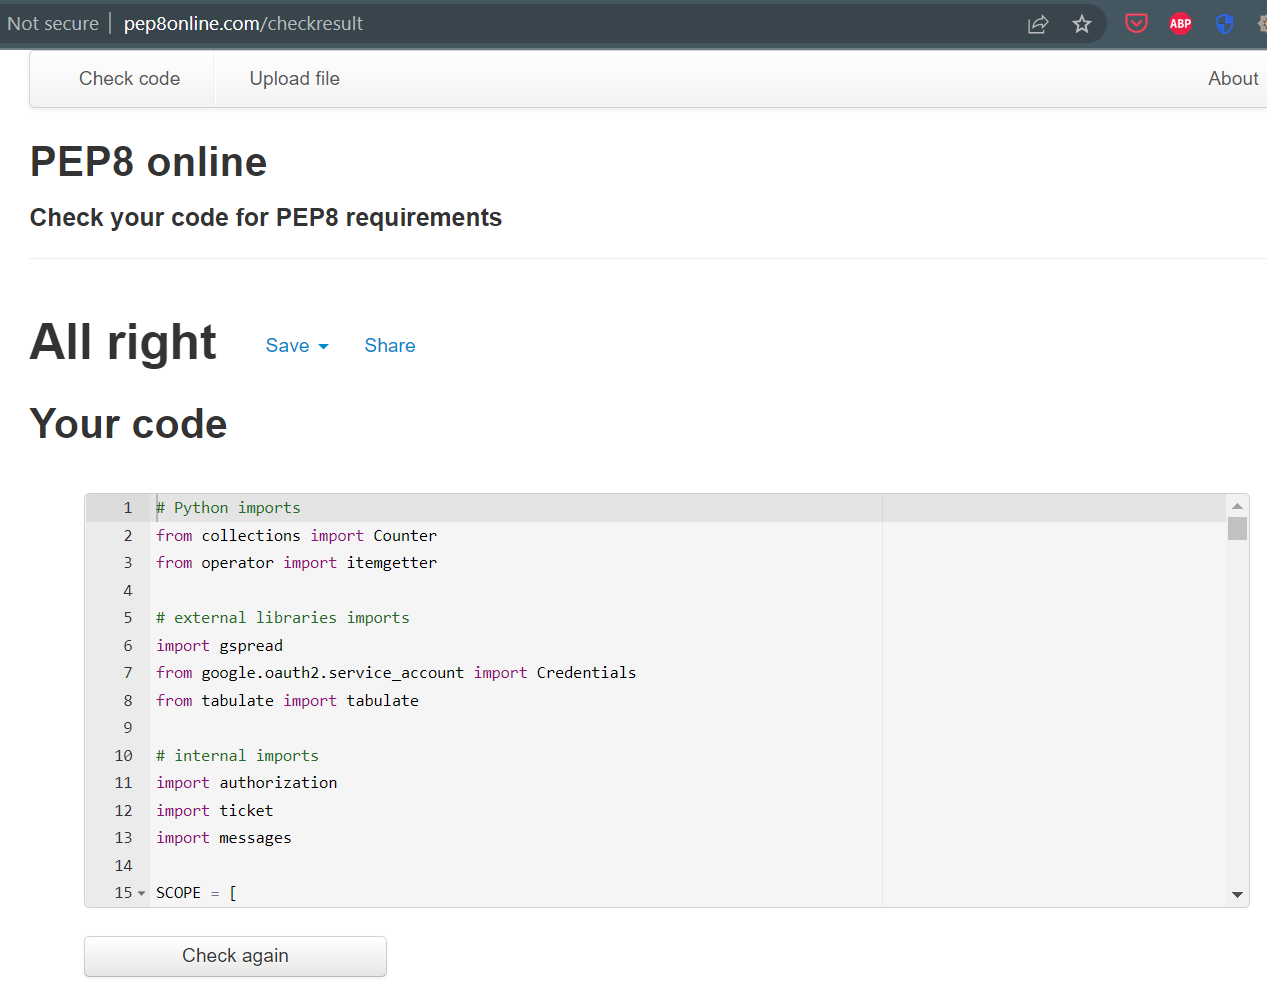 Not secure | pep8online.com/checkresult
ABP
Check code Upload file About
PEP8 online
Check your code for PEP8 requirements
All right Save Share
Your code
1 # Python imports
2 from collections import Counter
3 from operator import itemgetter
4
5 # external libraries imports
6 import gspread
7 from google.oauth2.service_account import Credentials
8 from tabulate import tabulate
9
10 # internal imports
11 import authorization
12 import ticket
13 import messages
14
15 SCOPE = [
Check again